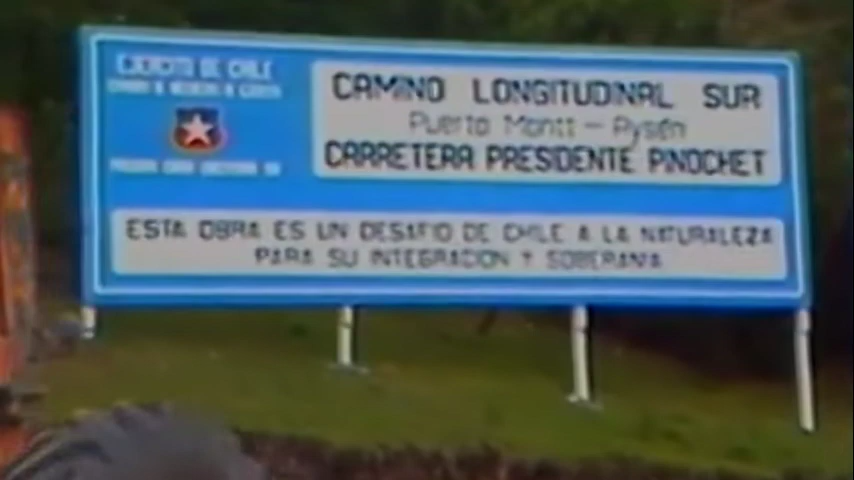 EJERCITO DE CHILE
CAMINO LONGITUDINAL SUR
Puerto Montt - Aysén
CARRETERA PRESIDENTE PINOCHET
ESTA OBRA ES UN DESAFIO DE CHILE A LA NATURALEZA
PARA SU INTEGRACION Y SOBERANIA